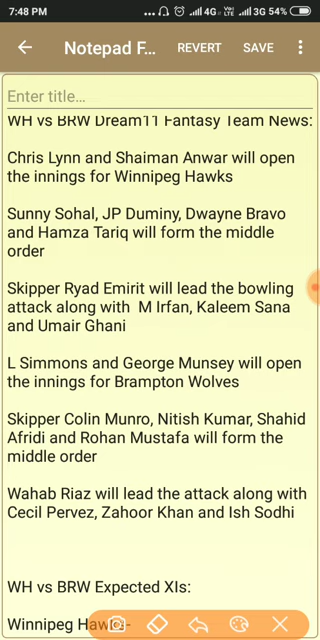 7:48 PM
4G
Vo
LTE
3G 54%
Notepad F...
REVERT
SAVE
Enter title...
WH vs BRW Dream11 Fantasy Team News:
Chris Lynn and Shaiman Anwar will open
the innings for Winnipeg Hawks
Sunny Sohal, JP Duminy, Dwayne Bravo
and Hamza Tariq will form the middle
order
Skipper Ryad Emirit will lead the bowling
attack along with M Irfan, Kaleem Sana
and Umair Ghani
L Simmons and George Munsey will open
the innings for Brampton Wolves
Skipper Colin Munro, Nitish Kumar, Shahid
Afridi and Rohan Mustafa will form the
middle order
Wahab Riaz will lead the attack along with
Cecil Pervez, Zahoor Khan and Ish Sodhi
WH vs BRW Expected XIs:
Winnipeg Hawks-